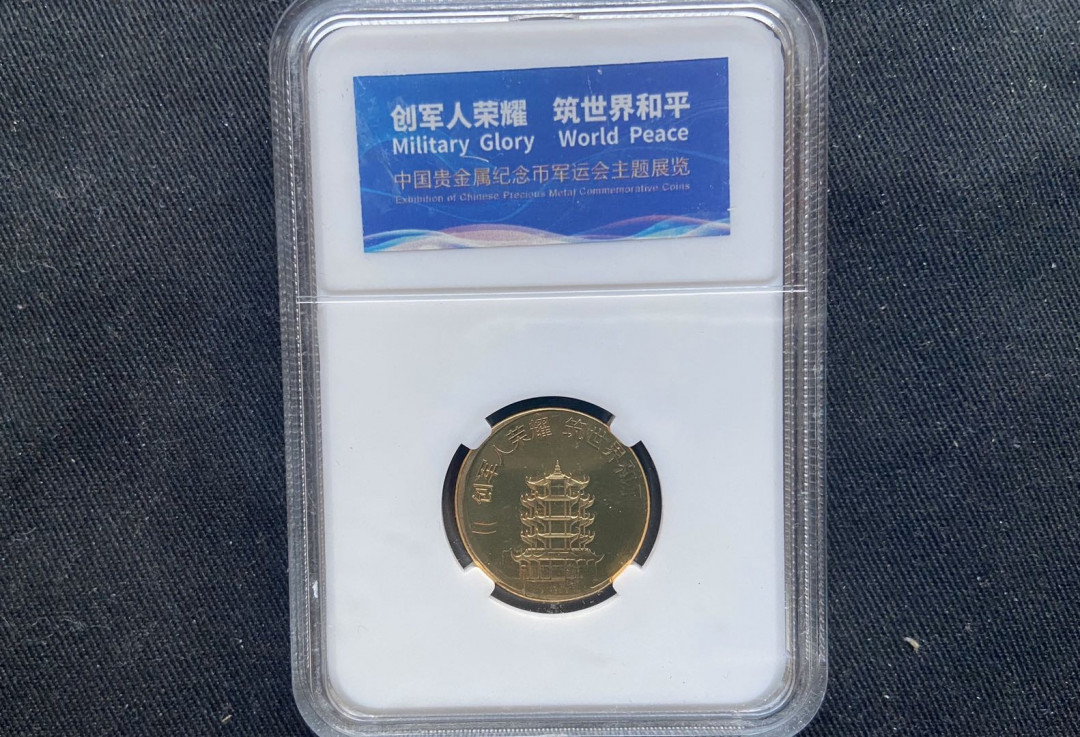 创军人荣耀 筑世界和平
Military Glory World Peace
中国贵金属纪念币军运会主题展览
Exhibition of Chinese Precious Metal Commemorative Coins
创军人荣耀 筑世界和平